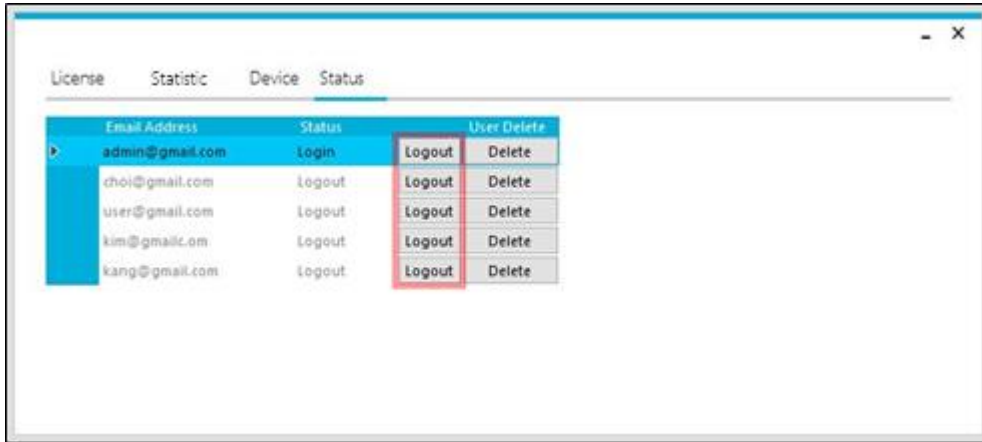 License Statistic Device Status
Email Address Status User Delete
admin@gmail.com Login Logout Delete
choi@gmail.com Logout Logout Delete
user@gmail.com Logout Logout Delete
kim@gmailc.om Logout Logout Delete
kang@gmail.com Logout Logout Delete